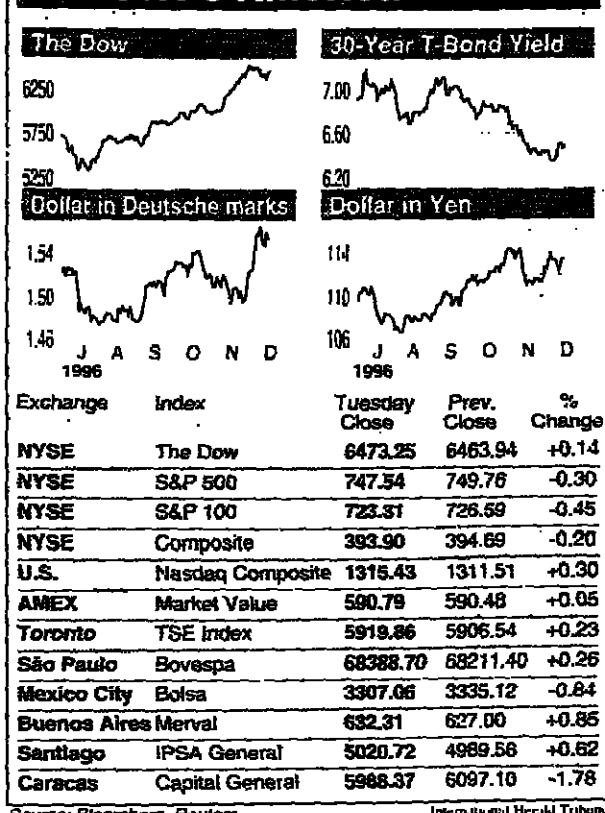 The Dow
30-Year T-Bond Yield
6250
5750
5250
7.00
6.60
6.20
Dollar in Deutsche marks
Dollar in Yen
1.54
1.50
1.46
114
110
106
J A S O N D
1996
J A S O N D
1996
Exchange Index Tuesday Close Prev. Close % Change
NYSE The Dow 6473.25 6463.94 +0.14
NYSE S&P 500 747.54 749.76 -0.30
NYSE S&P 100 723.31 726.59 -0.45
NYSE Composite 393.90 394.69 -0.20
U.S. Nasdaq Composite 1315.43 1311.51 +0.30
AMEX Market Value 590.79 590.48 +0.05
Toronto TSE Index 5919.86 5906.54 +0.23
São Paulo Bovespa 68388.70 68211.40 +0.26
Mexico City Bolsa 3307.06 3335.12 -0.84
Buenos Aires Merval 632.31 627.00 +0.85
Santiago IPSA General 5020.72 4989.56 +0.62
Caracas Capital General 5988.37 6097.10 -1.78
Source: Bloomberg, Reuters
International Herald Tribune